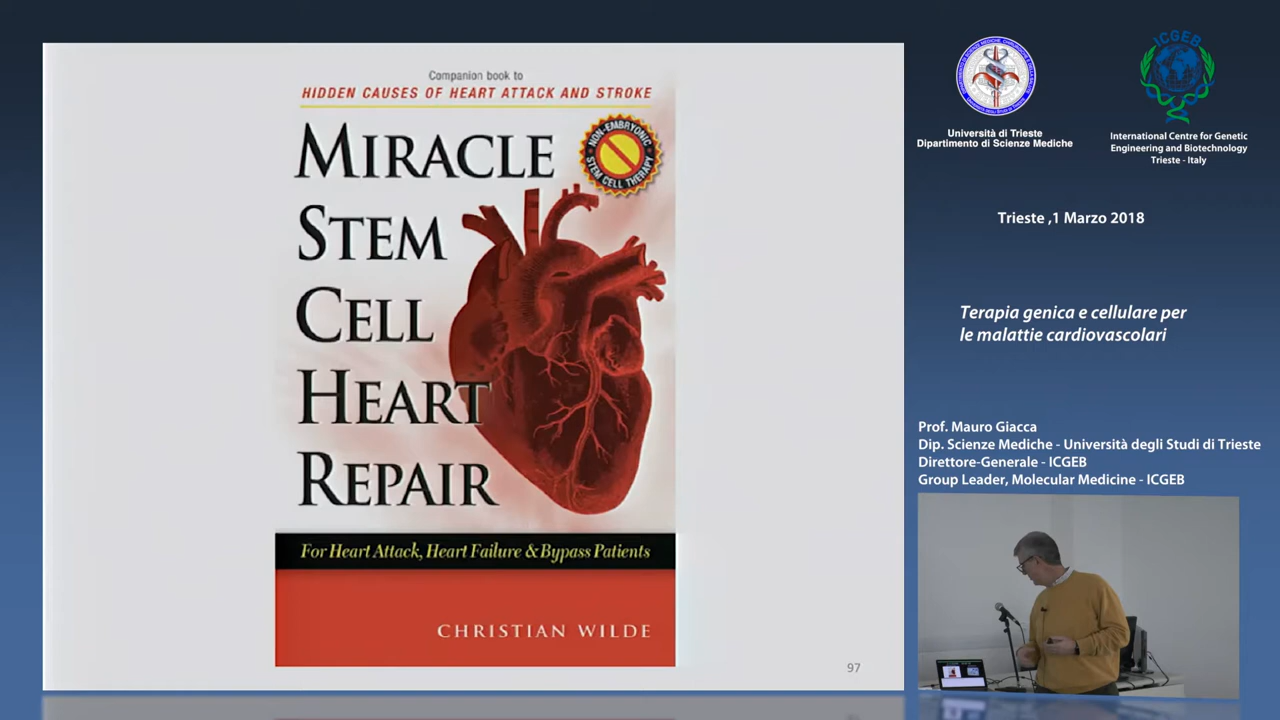 Companion book to
HIDDEN CAUSES OF HEART ATTACK AND STROKE
MIRACLE
STEM
CELL
HEART
REPAIR
NON-EMBRYONIC
STEM CELL THERAPY
For Heart Attack, Heart Failure & Bypass Patients
CHRISTIAN WILDE
97
Università di Trieste
Dipartimento di Scienze Mediche
ICGEB
International Centre for Genetic
Engineering and Biotechnology
Trieste - Italy
Trieste ,1 Marzo 2018
Terapia genica e cellulare per
le malattie cardiovascolari
Prof. Mauro Giacca
Dip. Scienze Mediche - Università degli Studi di Trieste
Direttore-Generale - ICGEB
Group Leader, Molecular Medicine - ICGEB